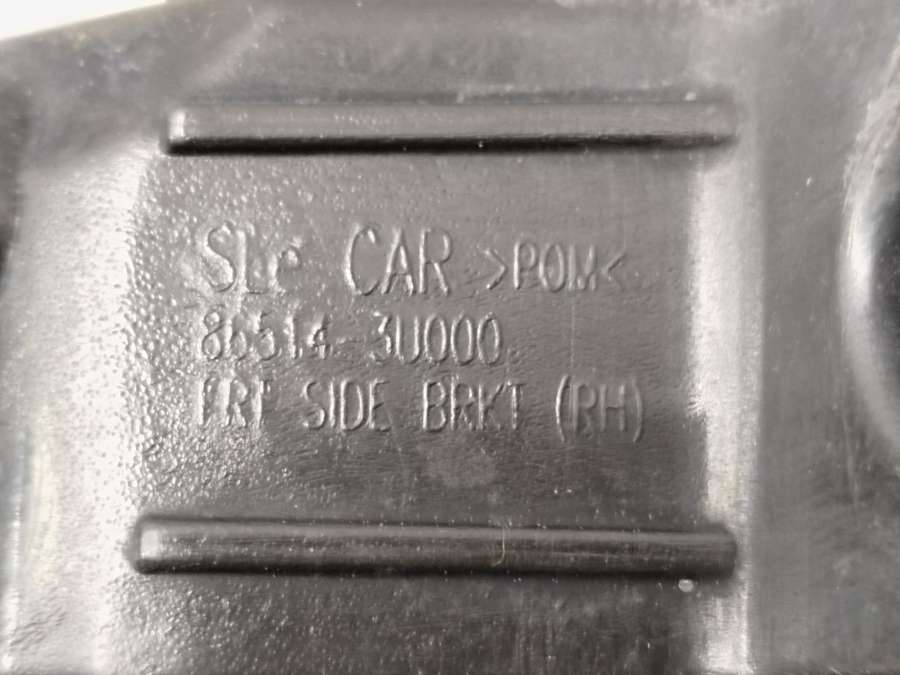 SLe CAR >POM<
86514-3U000
FRT SIDE BRKT (RH)